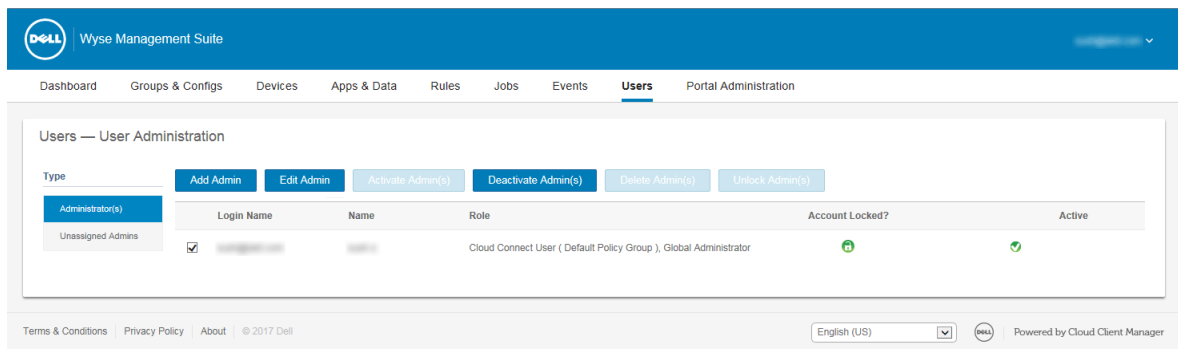 DELL Wyse Management Suite
Dashboard Groups & Configs Devices Apps & Data Rules Jobs Events Users Portal Administration
Users — User Administration
Type
Add Admin Edit Admin Activate Admin(s) Deactivate Admin(s) Delete Admin(s) Unlock Admin(s)
Administrator(s)
Unassigned Admins
Login Name Name Role Account Locked? Active
Cloud Connect User ( Default Policy Group ), Global Administrator
Terms & Conditions Privacy Policy About © 2017 Dell English (US) DELL Powered by Cloud Client Manager